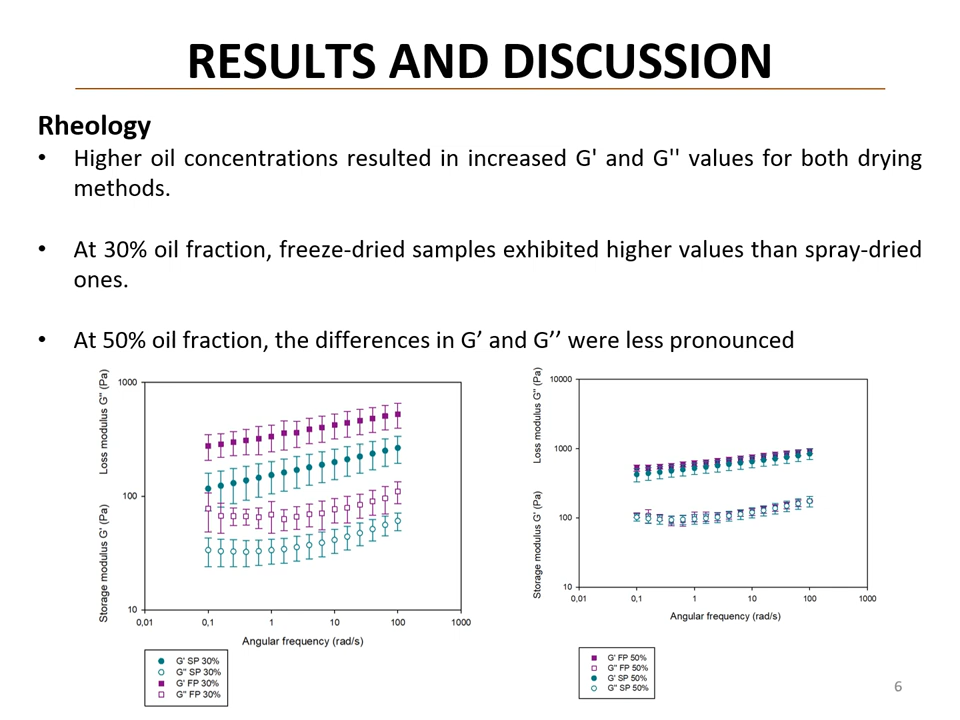 RESULTS AND DISCUSSION
Rheology
• Higher oil concentrations resulted in increased G' and G'' values for both drying
methods.
• At 30% oil fraction, freeze-dried samples exhibited higher values than spray-dried
ones.
• At 50% oil fraction, the differences in G’ and G’’ were less pronounced
Storage modulus G' (Pa) Loss modulus G'' (Pa)
1000
100
10
0,01 0,1 1 10 100 1000
Angular frequency (rad/s)
G' SP 30%
G'' SP 30%
G' FP 30%
G'' FP 30%
Storage modulus G' (Pa) Loss modulus G'' (Pa)
10000
1000
100
10
0,01 0,1 1 10 100 1000
Angular frequency (rad/s)
G' FP 50%
G'' FP 50%
G' SP 50%
G'' SP 50%
6